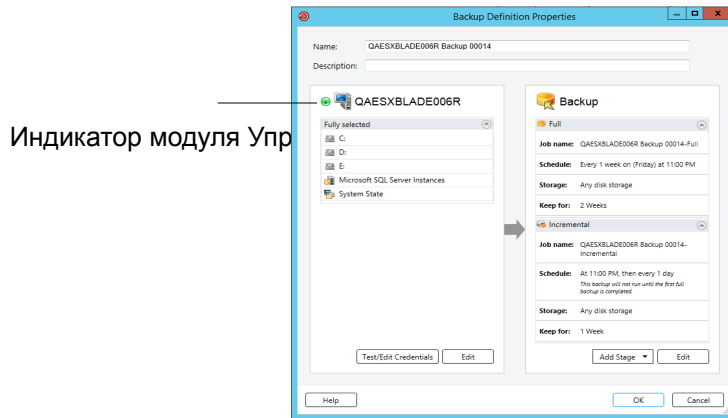 Backup Definition Properties
Name: QAESXBLADE006R Backup 00014
Description:
Индикатор модуля Упр
QAESXBLADE006R
Fully selected
C:
D:
E:
Microsoft SQL Server Instances
System State
Test/Edit Credentials Edit
Backup
Full
Job name: QAESXBLADE006R Backup 00014-Full
Schedule: Every 1 week on (Friday) at 11:00 PM
Storage: Any disk storage
Keep for: 2 Weeks
Incremental
Job name: QAESXBLADE006R Backup 00014-
Incremental
Schedule: At 11:00 PM, then every 1 day
This backup will not run until the first full
backup is completed.
Storage: Any disk storage
Keep for: 1 Week
Add Stage Edit
Help OK Cancel